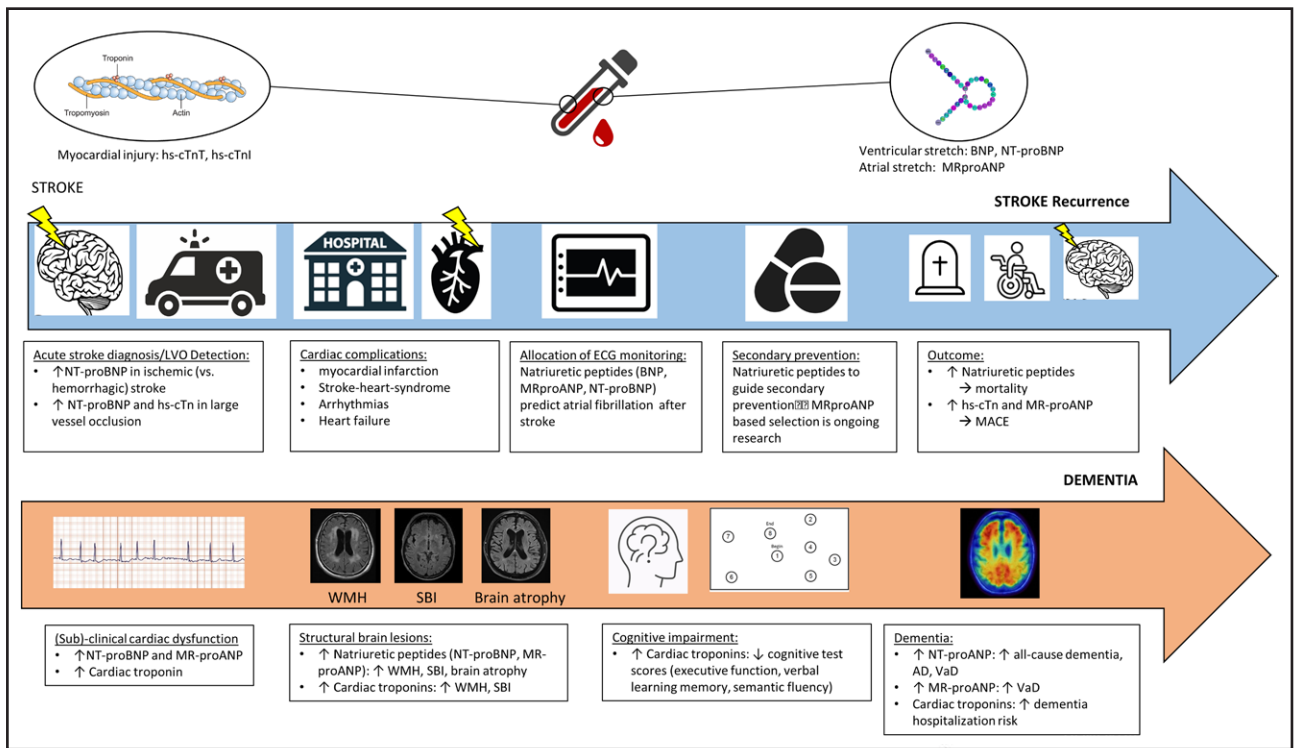 Troponin
Tropomyosin
Actin
Myocardial injury: hs-cTnT, hs-cTnI
Ventricular stretch: BNP, NT-proBNP
Atrial stretch: MRproANP
STROKE
STROKE Recurrence
HOSPITAL
Acute stroke diagnosis/LVO Detection:
• ↑NT-proBNP in ischemic (vs.
hemorrhagic) stroke
• ↑ NT-proBNP and hs-cTn in large
vessel occlusion
Cardiac complications:
• myocardial infarction
• Stroke-heart-syndrome
• Arrhythmias
• Heart failure
Allocation of ECG monitoring:
Natriuretic peptides (BNP,
MRproANP, NT-proBNP)
predict atrial fibrillation after
stroke
Secondary prevention:
Natriuretic peptides to
guide secondary
prevention MRproANP
based selection is ongoing
research
Outcome:
• ↑ Natriuretic peptides
→ mortality
• ↑ hs-cTn and MR-proANP
→ MACE
DEMENTIA
WMH
SBI
Brain atrophy
End
Begin
1
2
3
4
5
6
7
8
(Sub)-clinical cardiac dysfunction
• ↑NT-proBNP and MR-proANP
• ↑ Cardiac troponin
Structural brain lesions:
• ↑ Natriuretic peptides (NT-proBNP, MR-
proANP): ↑ WMH, SBI, brain atrophy
• ↑ Cardiac troponins: ↑ WMH, SBI
Cognitive impairment:
• ↑ Cardiac troponins: ↓ cognitive test
scores (executive function, verbal
learning memory, semantic fluency)
Dementia:
• ↑ NT-proANP: ↑ all-cause dementia,
AD, VaD
• ↑ MR-proANP: ↑ VaD
• Cardiac troponins: ↑ dementia
hospitalization risk